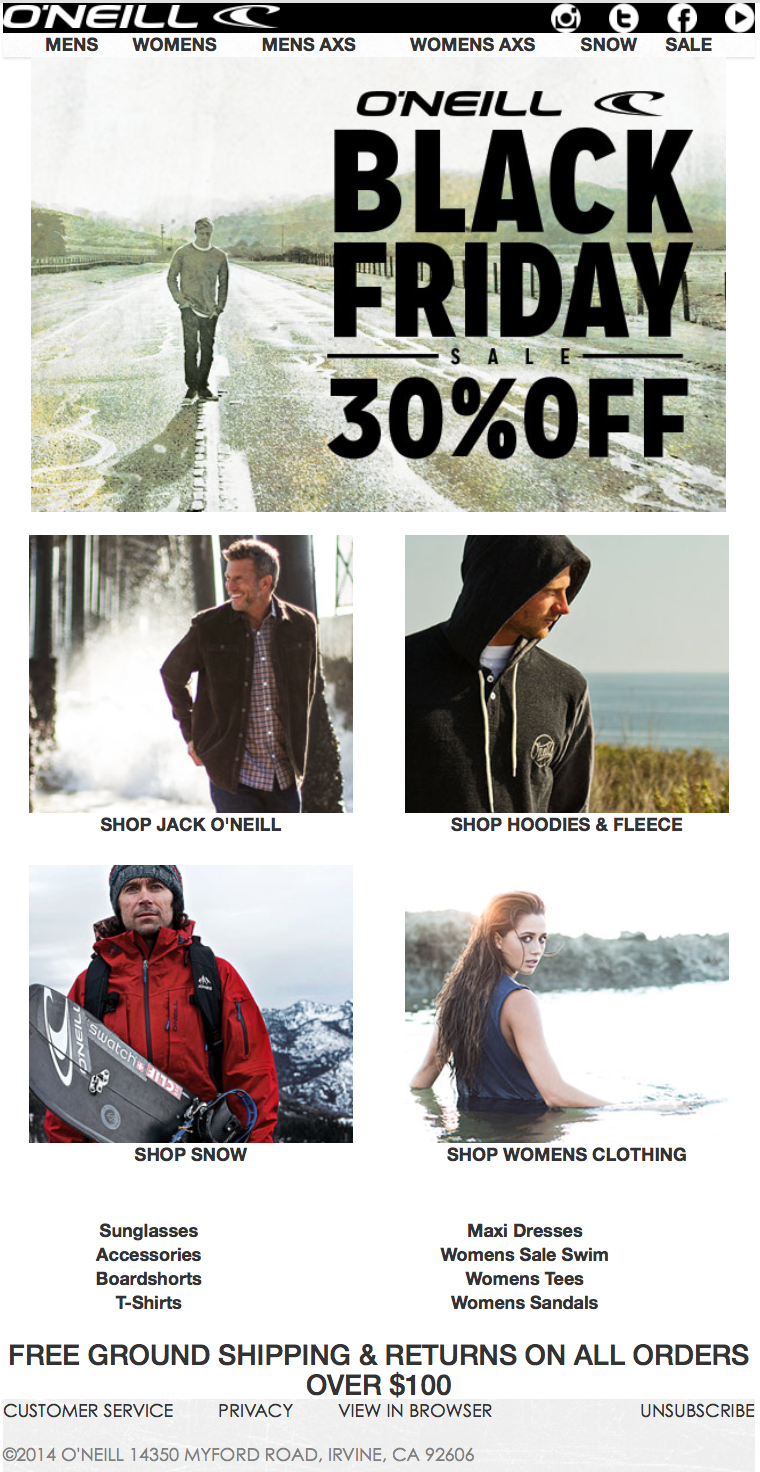 O'NEILL
MENS WOMENS MENS AXS WOMENS AXS SNOW SALE
O'NEILL
BLACK
FRIDAY
SALE
30%OFF
SHOP JACK O'NEILL
SHOP HOODIES & FLEECE
O'NEILL
swatch
SHOP SNOW
SHOP WOMENS CLOTHING
Sunglasses
Accessories
Boardshorts
T-Shirts
Maxi Dresses
Womens Sale Swim
Womens Tees
Womens Sandals
FREE GROUND SHIPPING & RETURNS ON ALL ORDERS
OVER $100
CUSTOMER SERVICE PRIVACY VIEW IN BROWSER UNSUBSCRIBE
©2014 O'NEILL 14350 MYFORD ROAD, IRVINE, CA 92606